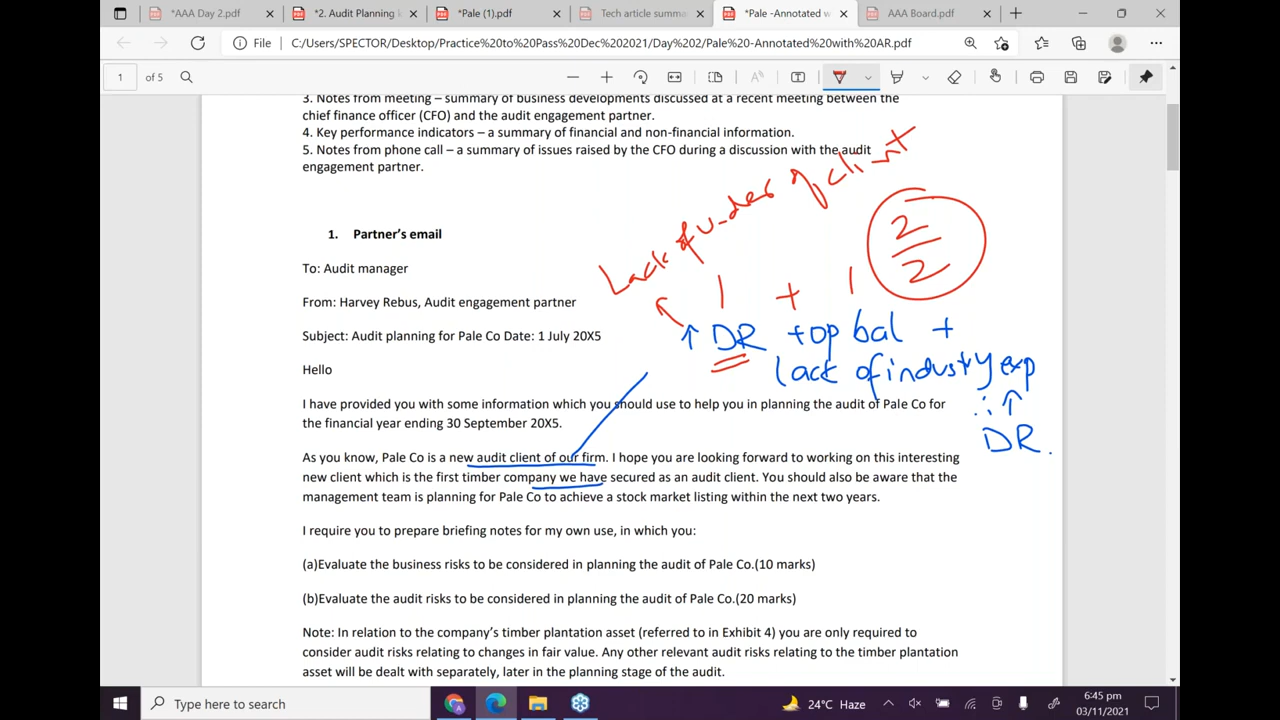 *AAA Day 2.pdf
*2. Audit Planning k
*Pale (1).pdf
Tech article summa
*Pale -Annotated w
AAA Board.pdf
File
C:/Users/SPECTOR/Desktop/Practice%20to%20Pass%20Dec%202021/Day%202/Pale%20-Annotated%20with%20AR.pdf
1 of 5
3. Notes from meeting – summary of business developments discussed at a recent meeting between the
chief finance officer (CFO) and the audit engagement partner.
4. Key performance indicators – a summary of financial and non-financial information.
5. Notes from phone call – a summary of issues raised by the CFO during a discussion with the audit
engagement partner.
Lack of undes of client
2
2
1 + 1
1. Partner's email
To: Audit manager
From: Harvey Rebus, Audit engagement partner
Subject: Audit planning for Pale Co Date: 1 July 20X5
↑ DR + op bal +
lack of industry exp
∴ ↑
DR.
Hello
I have provided you with some information which you should use to help you in planning the audit of Pale Co for
the financial year ending 30 September 20X5.
As you know, Pale Co is a new audit client of our firm. I hope you are looking forward to working on this interesting
new client which is the first timber company we have secured as an audit client. You should also be aware that the
management team is planning for Pale Co to achieve a stock market listing within the next two years.
I require you to prepare briefing notes for my own use, in which you:
(a)Evaluate the business risks to be considered in planning the audit of Pale Co.(10 marks)
(b)Evaluate the audit risks to be considered in planning the audit of Pale Co.(20 marks)
Note: In relation to the company's timber plantation asset (referred to in Exhibit 4) you are only required to
consider audit risks relating to changes in fair value. Any other relevant audit risks relating to the timber plantation
asset will be dealt with separately, later in the planning stage of the audit.
Type here to search
24°C Haze
6:45 pm
03/11/2021